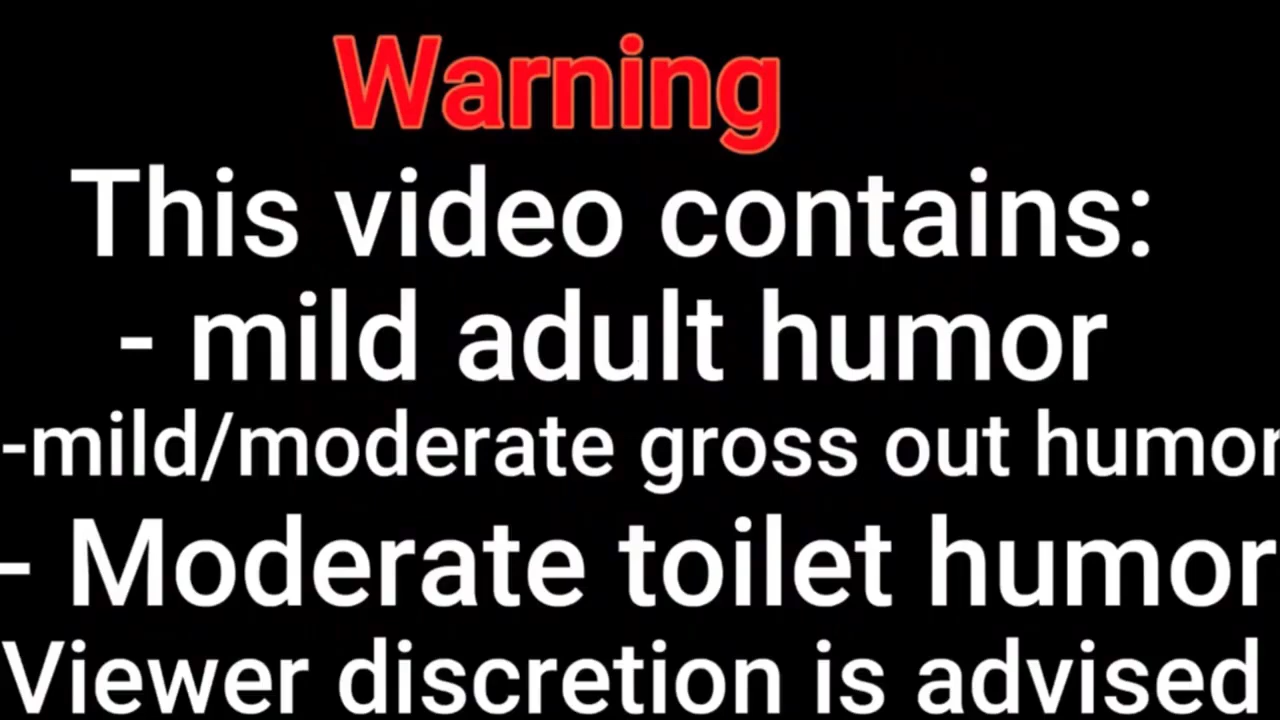 Warning
This video contains:
- mild adult humor
-mild/moderate gross out humor
- Moderate toilet humor
Viewer discretion is advised